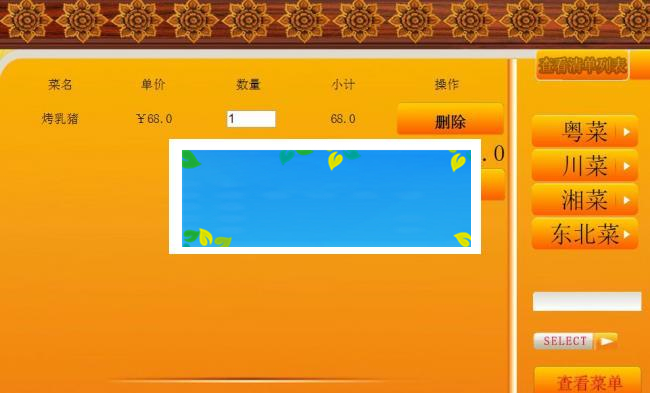 查看清单列表
菜名 单价 数量 小计 操作
烤乳猪 ￥68.0 1 68.0 删除
.0
粤菜
川菜
湘菜
东北菜
SELECT
查看菜单